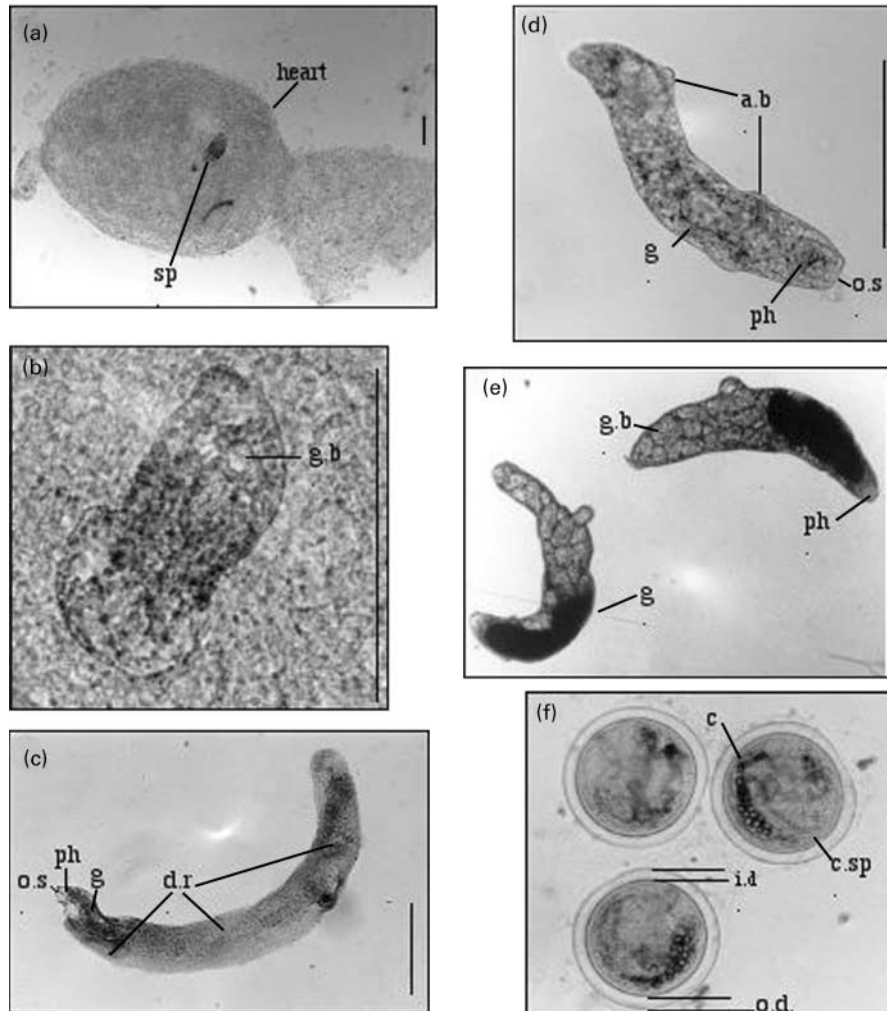 (a)
heart
sp
(b)
g.b
(c)
ph
o.s
g
d.r
(d)
a.b
g
ph
o.s
(e)
g.b
ph
g
(f)
c
c.sp
i.d
o.d.